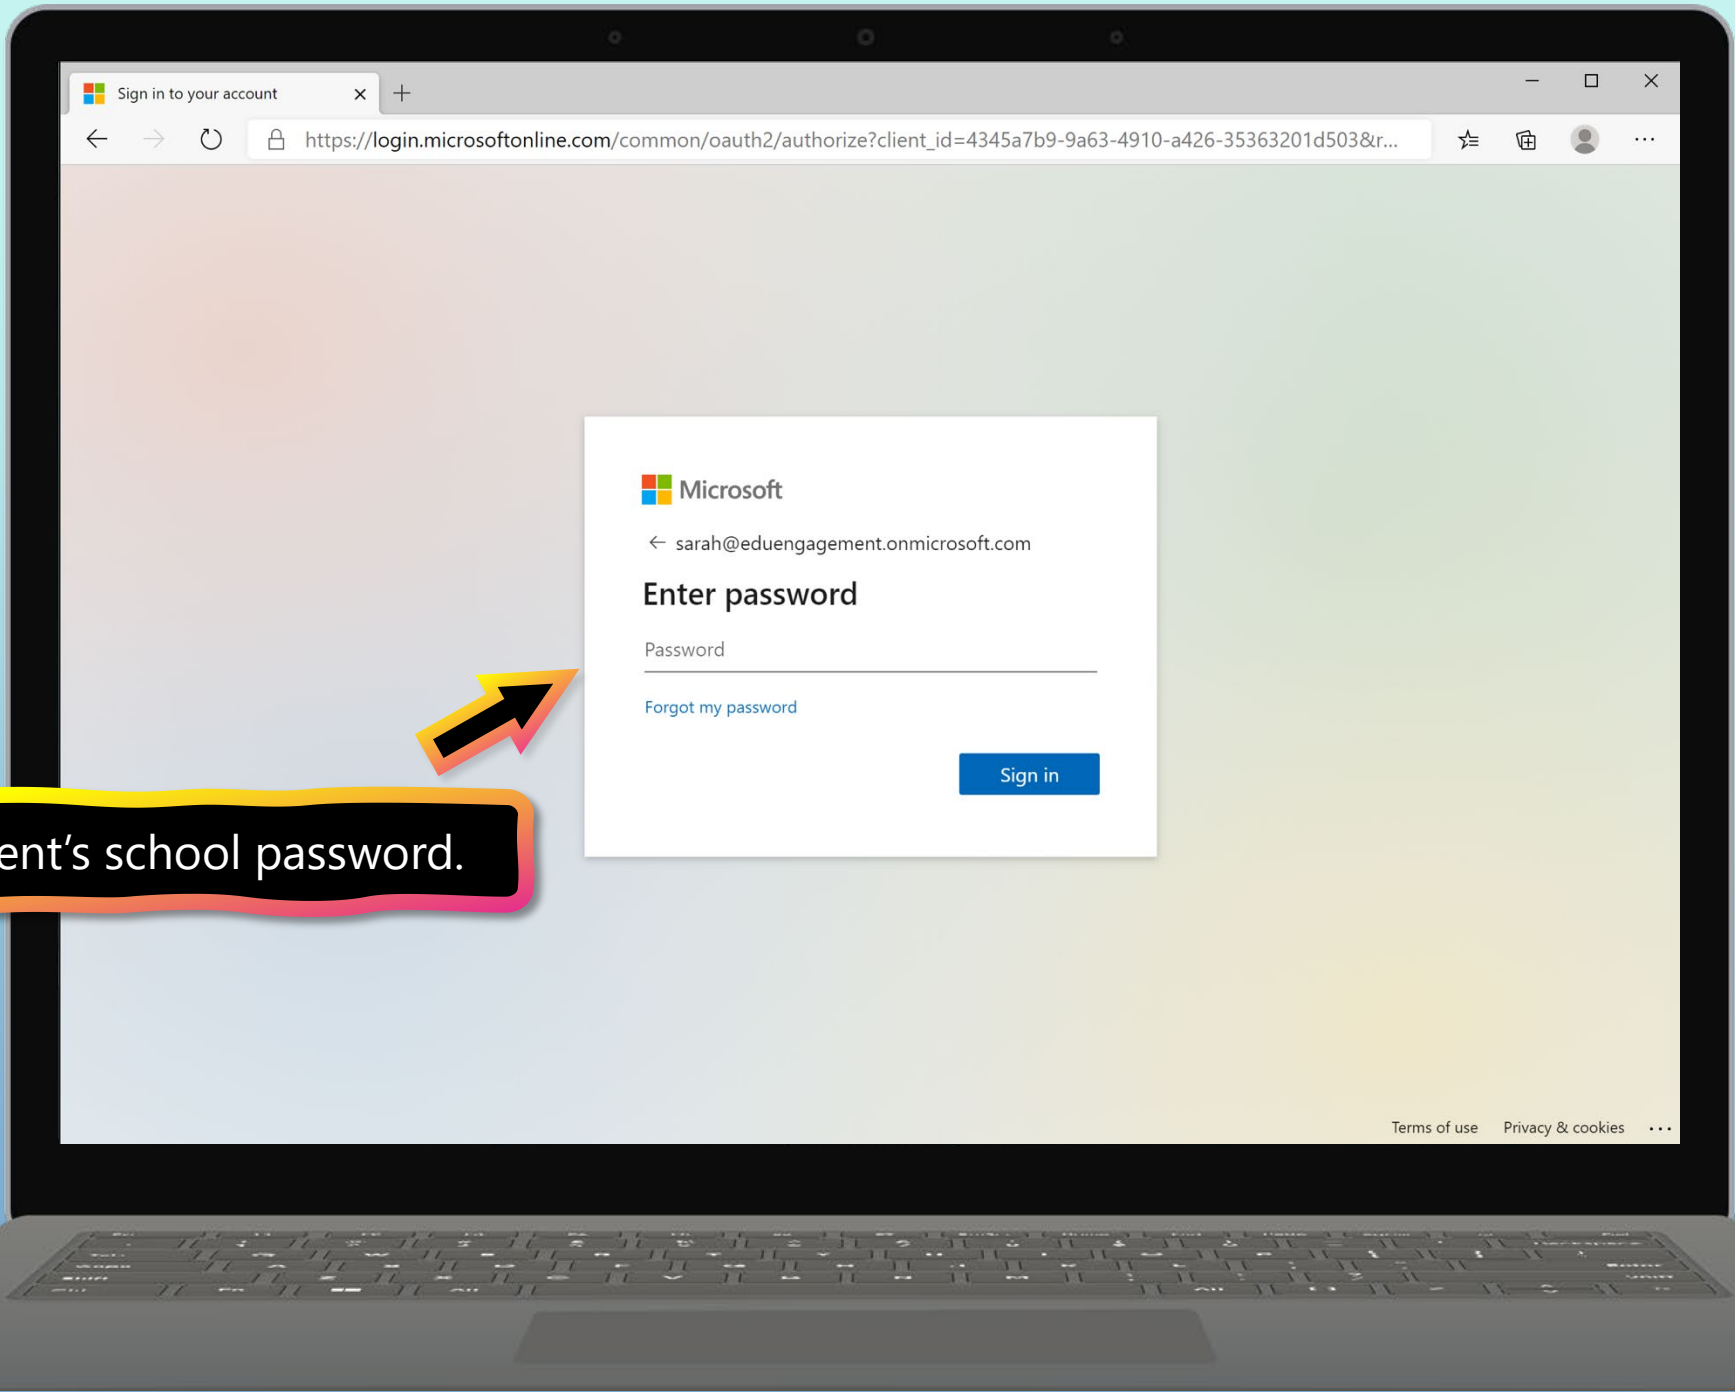 Sign in to your account
https://login.microsoftonline.com/common/oauth2/authorize?client_id=4345a7b9-9a63-4910-a426-35363201d503&r...
Microsoft
sarah@eduengagement.onmicrosoft.com
Enter password
Password
Forgot my password
Sign in
ent’s school password.
Terms of use Privacy & cookies